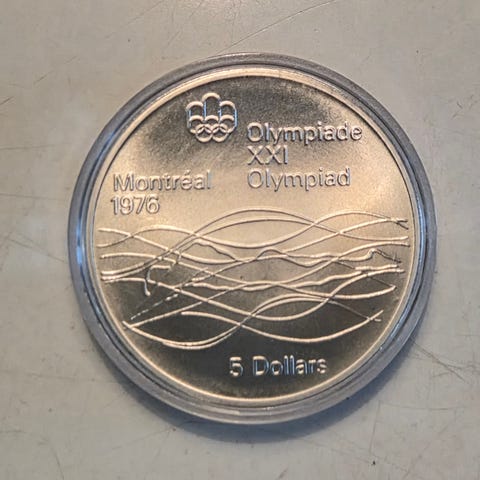 Olympiade
XXI
Montréal Olympiad
1976
5 Dollars